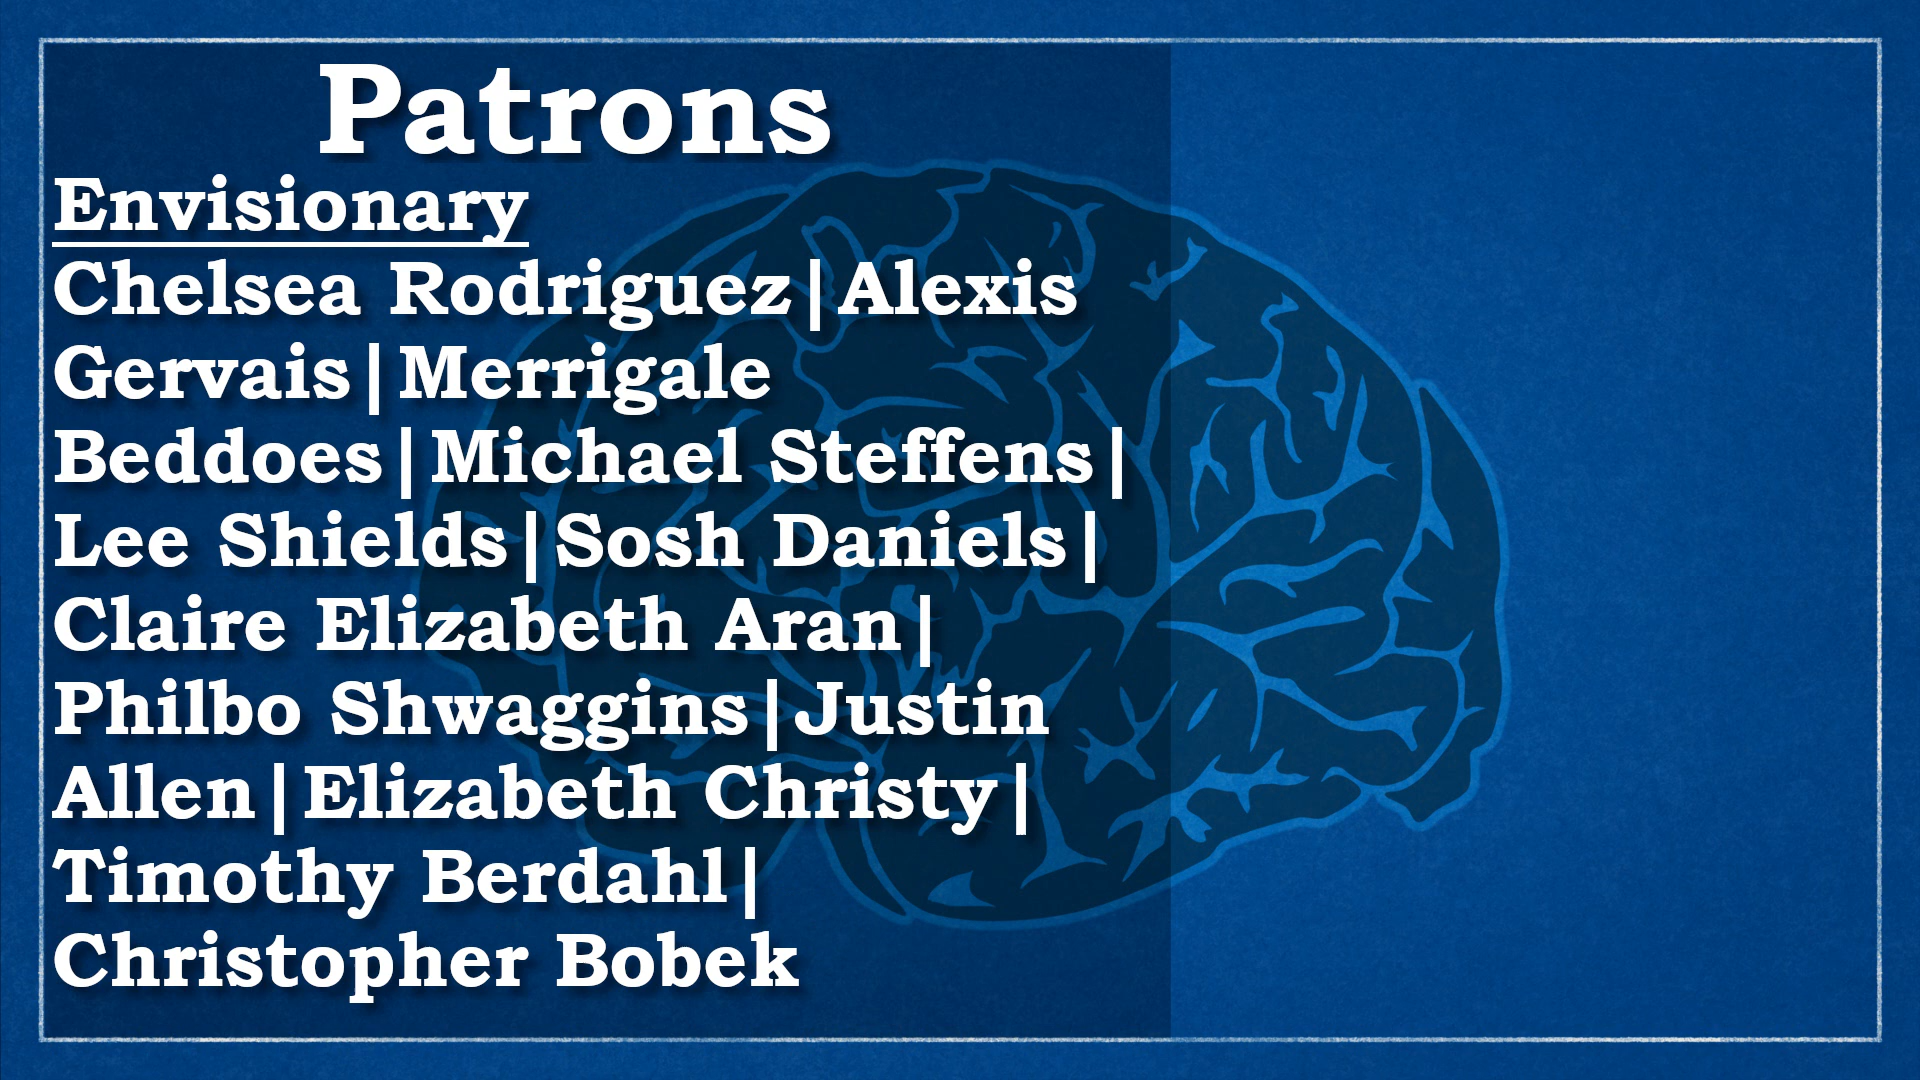 Patrons
Envisionary
Chelsea Rodriguez|Alexis
Gervais|Merrigale
Beddoes|Michael Steffens|
Lee Shields|Sosh Daniels|
Claire Elizabeth Aran|
Philbo Shwaggins|Justin
Allen|Elizabeth Christy|
Timothy Berdahl|
Christopher Bobek